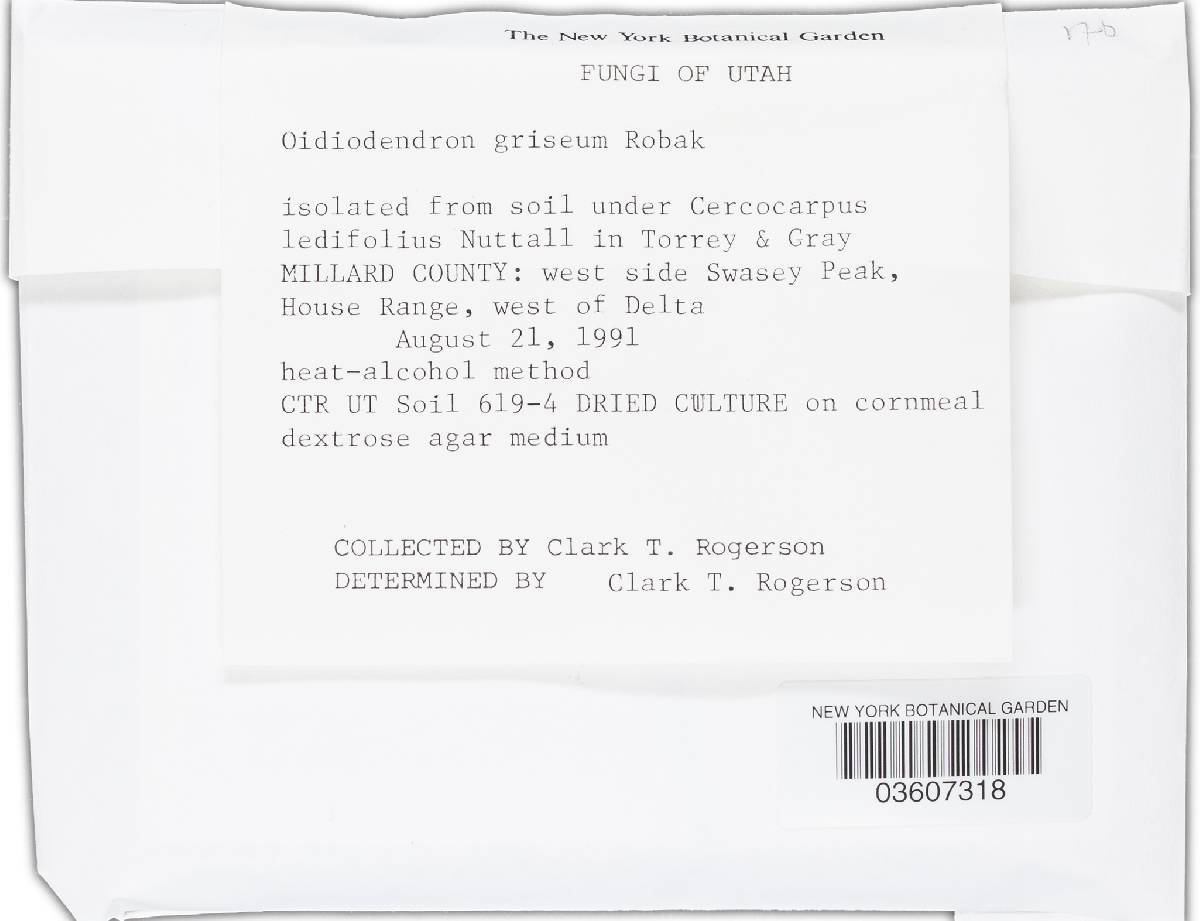 The New York Botanical Garden
FUNGI OF UTAH
Oidiodendron griseum Robak
isolated from soil under Cercocarpus
ledifolius Nuttall in Torrey & Gray
MILLARD COUNTY: west side Swasey Peak,
House Range, west of Delta
August 21, 1991
heat-alcohol method
CTR UT Soil 619-4 DRIED CULTURE on cornmeal
dextrose agar medium
COLLECTED BY Clark T. Rogerson
DETERMINED BY Clark T. Rogerson
NEW YORK BOTANICAL GARDEN
03607318